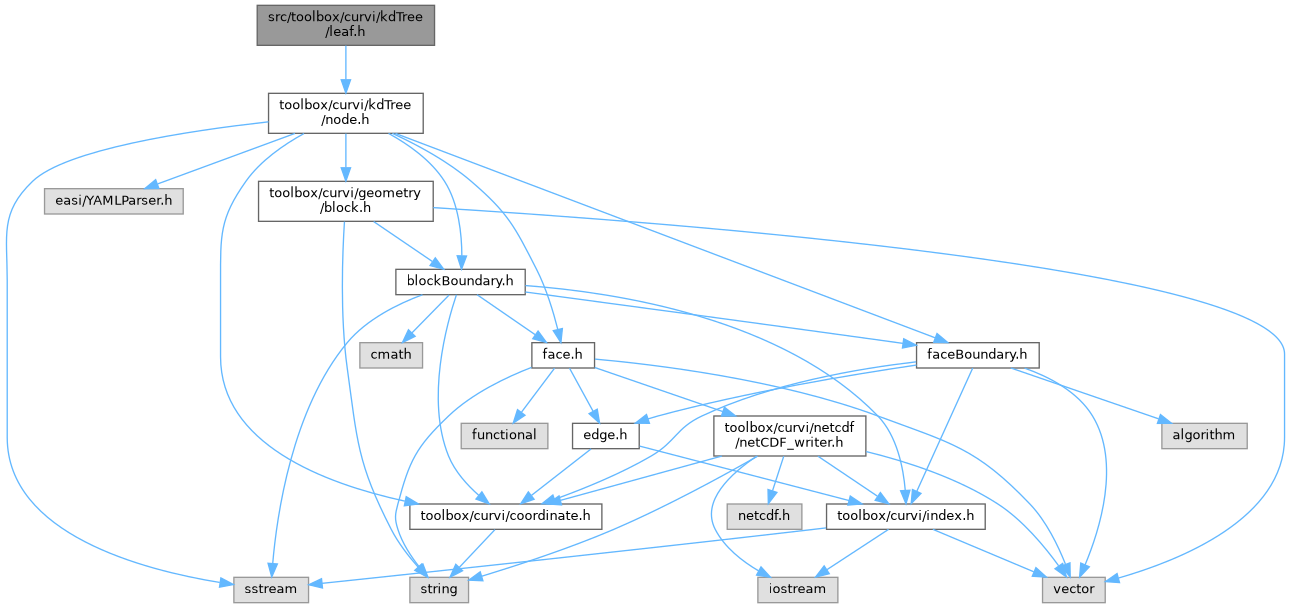 src/toolbox/curvi/kdTree
/leaf.h
toolbox/curvi/kdTree
/node.h
easi/YAMLParser.h
toolbox/curvi/geometry
/block.h
blockBoundary.h
cmath
face.h
faceBoundary.h
functional
edge.h
toolbox/curvi/netcdf
/netCDF_writer.h
algorithm
toolbox/curvi/coordinate.h
netcdf.h
toolbox/curvi/index.h
sstream
string
iostream
vector